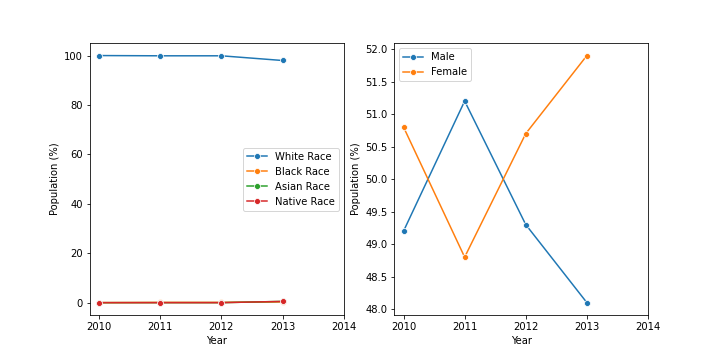 100
80
60
40
20
0
Population (%)
White Race
Black Race
Asian Race
Native Race
2010 2011 2012 2013 2014
Year
52.0
51.5
51.0
50.5
50.0
49.5
49.0
48.5
48.0
Population (%)
Male
Female
2010 2011 2012 2013 2014
Year